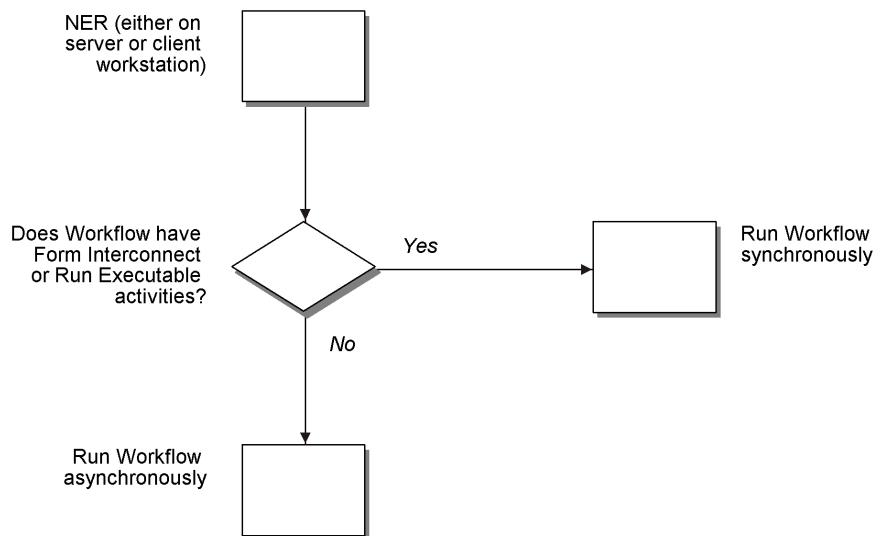 NER (either on
server or client
workstation)
Does Workflow have
Form Interconnect
or Run Executable
activities?
Yes
Run Workflow
synchronously
No
Run Workflow
asynchronously